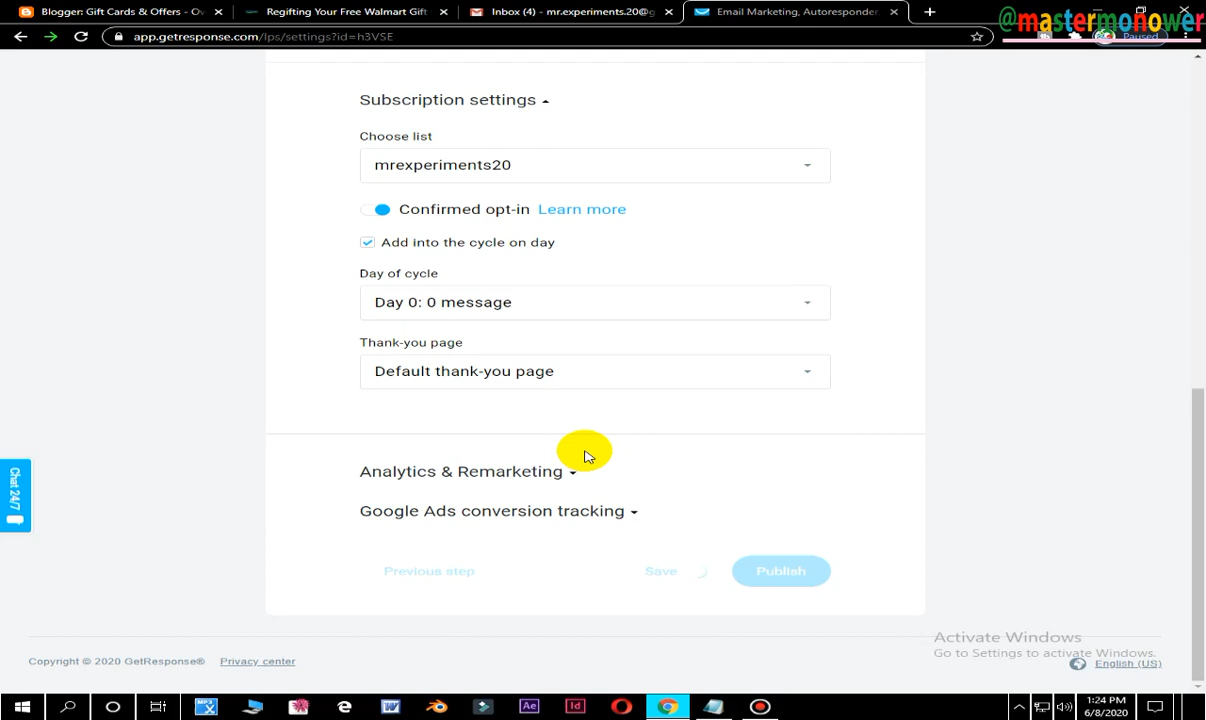 Blogger: Gift Cards & Offers - Ov
Regifting Your Free Walmart Gift
Inbox (4) - mr.experiments.20@g
Email Marketing, Autoresponder,
@mastermonower
app.getresponse.com/lps/settings?id=h3VSE
Paused
Subscription settings
Choose list
mrexperiments20
Confirmed opt-in Learn more
Add into the cycle on day
Day of cycle
Day 0: 0 message
Thank-you page
Default thank-you page
Chat 24/7
Analytics & Remarketing
Google Ads conversion tracking
Previous step
Save
Publish
Activate Windows
Go to Settings to activate Windows.
Copyright © 2020 GetResponse® Privacy center
English (US)
Ae
Id
1:24 PM
6/8/2020